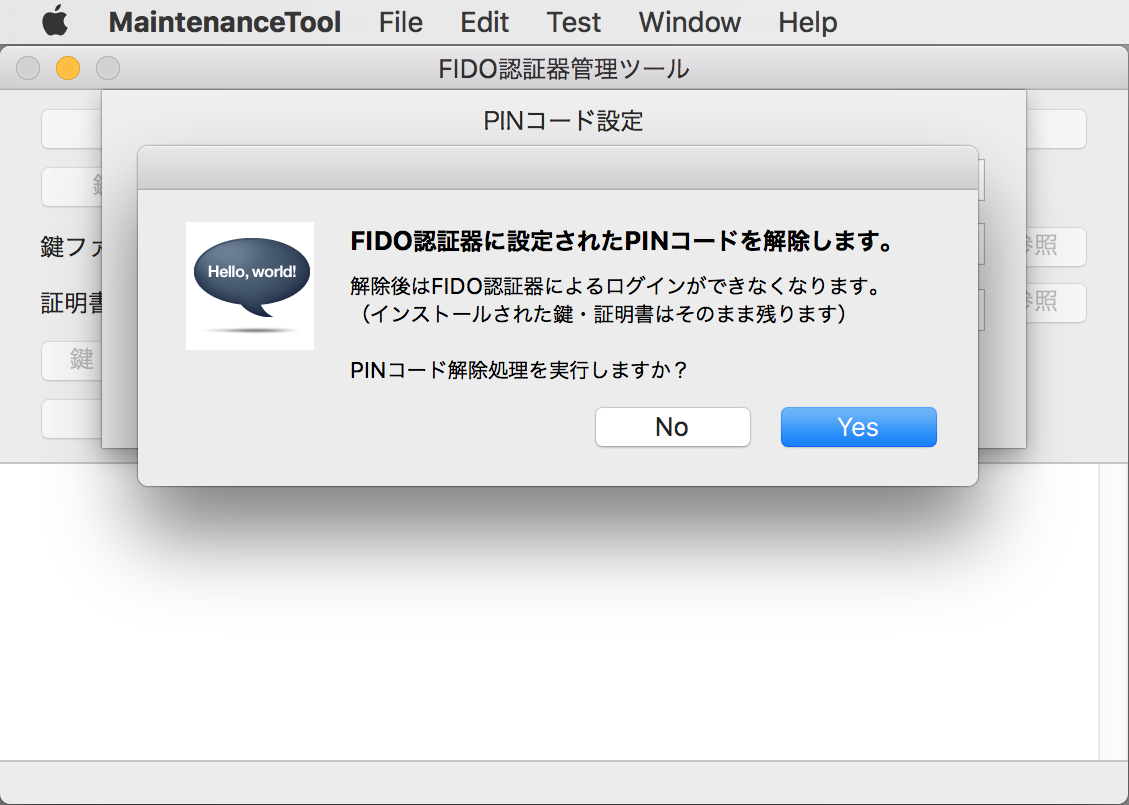 MaintenanceTool File Edit Test Window Help
FIDO認証器管理ツール
PINコード設定
鍵ファ
参照
証明書
参照
鍵
Hello, world!
FIDO認証器に設定されたPINコードを解除します。
解除後はFIDO認証器によるログインができなくなります。
（インストールされた鍵・証明書はそのまま残ります）
PINコード解除処理を実行しますか？
No Yes